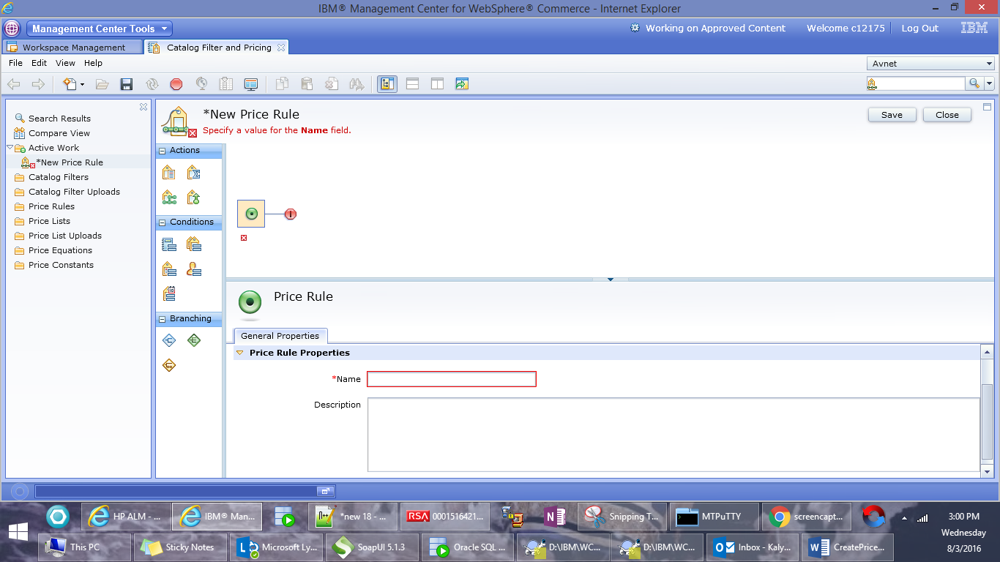 IBM® Management Center for WebSphere® Commerce - Internet Explorer
Management Center Tools
Working on Approved Content
Welcome c12175
Log Out
IBM
Workspace Management
Catalog Filter and Pricing
File
Edit
View
Help
Avnet
Search Results
Compare View
Active Work
*New Price Rule
Catalog Filters
Catalog Filter Uploads
Price Rules
Price Lists
Price List Uploads
Price Equations
Price Constants
*New Price Rule
Specify a value for the Name field.
Save
Close
Actions
Conditions
Branching
Price Rule
General Properties
Price Rule Properties
*Name
Description
HP ALM - ...
IBM® Man...
*new 18 - ...
RSA
0001516421...
Snipping T...
MTPuTTY
screencapt...
3:00 PM
Wednesday
8/3/2016
This PC
Sticky Notes
Microsoft Ly...
SoapUI 5.1.3
Oracle SQL ...
D:\IBM\WC...
D:\IBM\WC...
Inbox - Kaly...
CreatePrice...